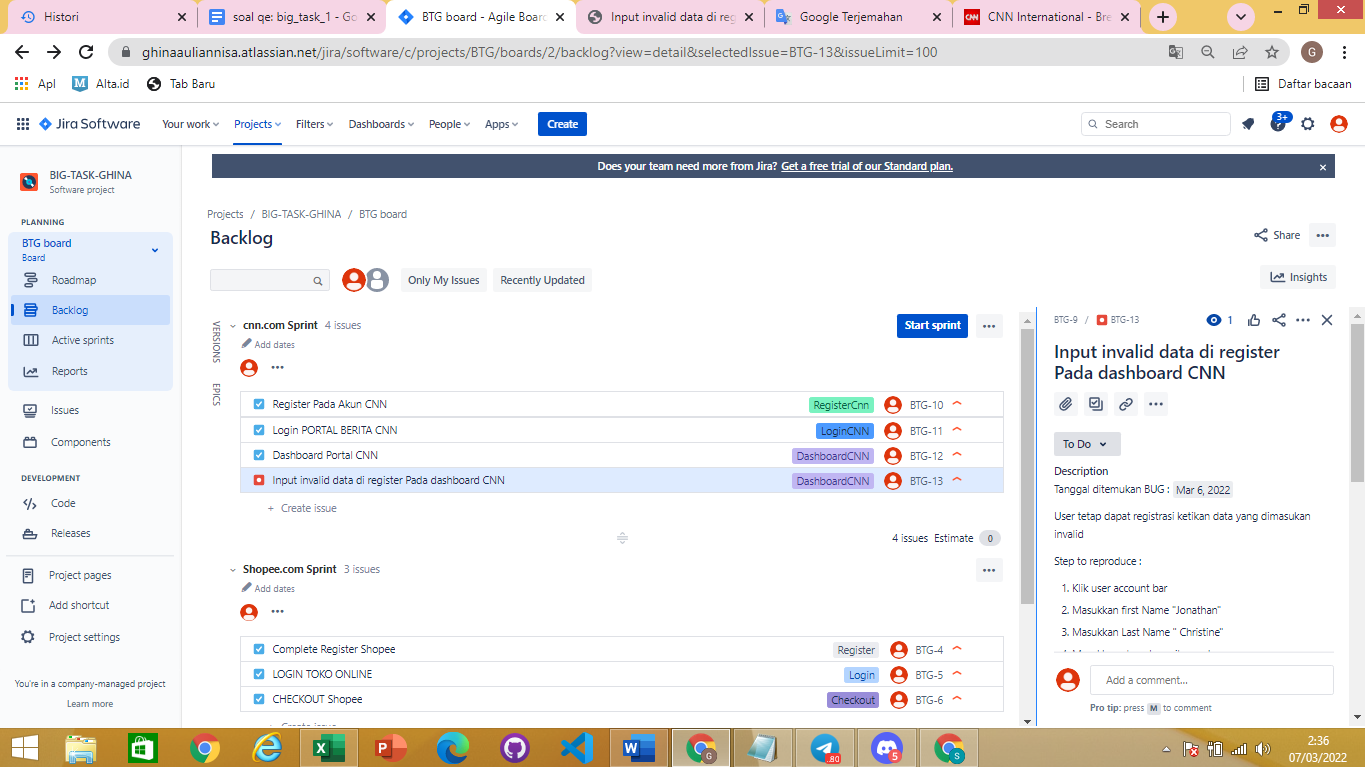 Histori
soal qe: big_task_1 - Go
BTG board - Agile Board
Input invalid data di reg
Google Terjemahan
CNN International - Bre
ghinaauliannisa.atlassian.net/jira/software/c/projects/BTG/boards/2/backlog?view=detail&selectedIssue=BTG-13&issueLimit=100
G
Apl
M Alta.id
Tab Baru
Daftar bacaan
Jira Software
Your work
Projects
Filters
Dashboards
People
Apps
Create
Search
3+
Does your team need more from Jira? Get a free trial of our Standard plan.
BIG-TASK-GHINA
Software project
PLANNING
BTG board
Board
Roadmap
Backlog
Active sprints
Reports
Issues
Components
DEVELOPMENT
Code
Releases
Project pages
Add shortcut
Project settings
You're in a company-managed project
Learn more
Projects / BIG-TASK-GHINA / BTG board
Backlog
Share
Only My Issues
Recently Updated
Insights
VERSIONS
EPICS
cnn.com Sprint 4 issues
Start sprint
Add dates
Register Pada Akun CNN RegisterCnn BTG-10
Login PORTAL BERITA CNN LoginCNN BTG-11
Dashboard Portal CNN DashboardCNN BTG-12
Input invalid data di register Pada dashboard CNN DashboardCNN BTG-13
+ Create issue
4 issues Estimate 0
Shopee.com Sprint 3 issues
Add dates
Complete Register Shopee Register BTG-4
LOGIN TOKO ONLINE Login BTG-5
CHECKOUT Shopee Checkout BTG-6
+ Create issue
BTG-9 / BTG-13
1
Input invalid data di register
Pada dashboard CNN
To Do
Description
Tanggal ditemukan BUG : Mar 6, 2022
User tetap dapat registrasi ketikan data yang dimasukan
invalid
Step to reproduce :
1. Klik user account bar
2. Masukkan first Name "Jonathan"
3. Masukkan Last Name " Christine"
Add a comment...
Pro tip: press M to comment
2:36
07/03/2022